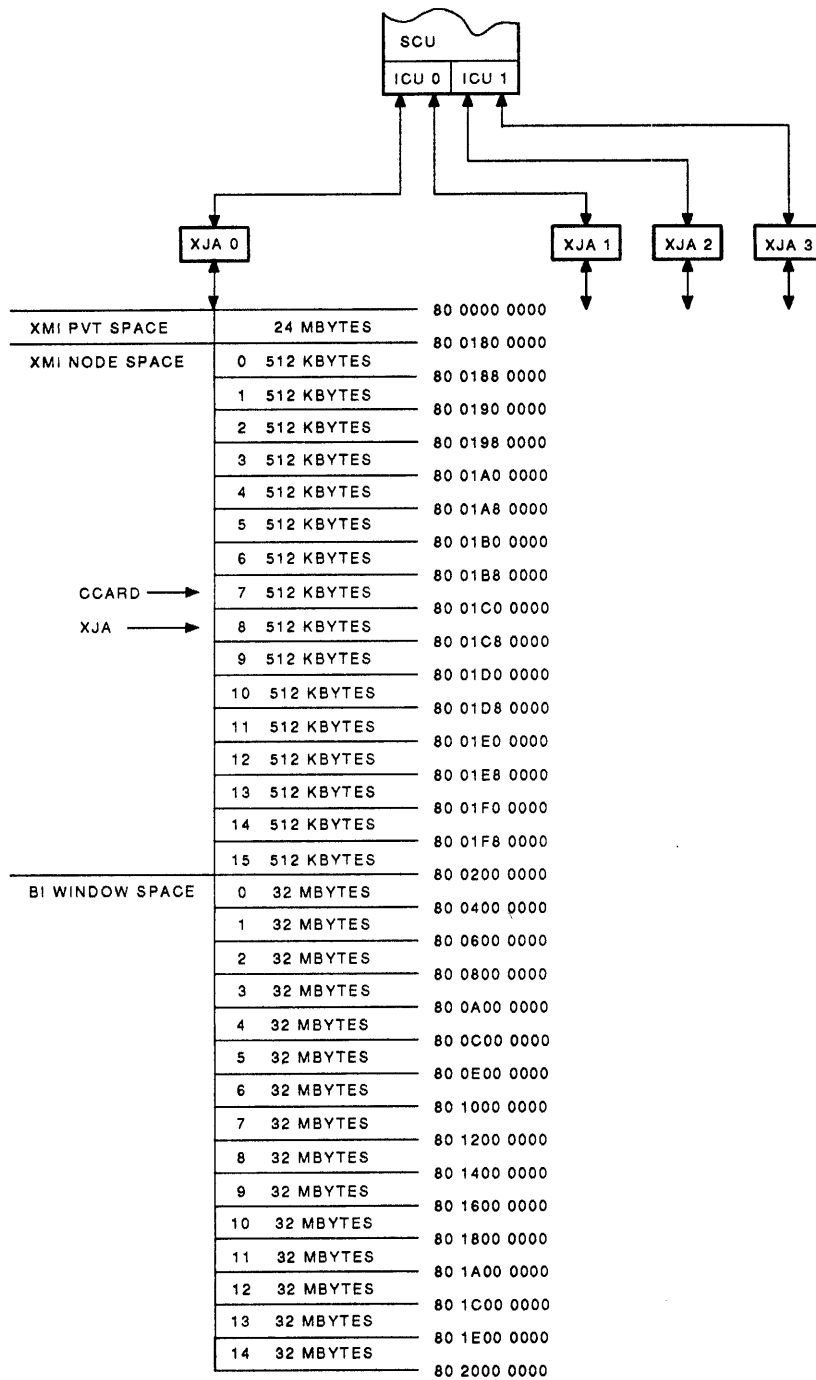 SCU
ICU 0 ICU 1
XJA 0 XJA 1 XJA 2 XJA 3
80 0000 0000
XMI PVT SPACE 24 MBYTES
80 0180 0000
XMI NODE SPACE 0 512 KBYTES
80 0188 0000
1 512 KBYTES
80 0190 0000
2 512 KBYTES
80 0198 0000
3 512 KBYTES
80 01A0 0000
4 512 KBYTES
80 01A8 0000
5 512 KBYTES
80 01B0 0000
6 512 KBYTES
80 01B8 0000
CCARD 7 512 KBYTES
80 01C0 0000
XJA 8 512 KBYTES
80 01C8 0000
9 512 KBYTES
80 01D0 0000
10 512 KBYTES
80 01D8 0000
11 512 KBYTES
80 01E0 0000
12 512 KBYTES
80 01E8 0000
13 512 KBYTES
80 01F0 0000
14 512 KBYTES
80 01F8 0000
15 512 KBYTES
80 0200 0000
BI WINDOW SPACE 0 32 MBYTES
80 0400 0000
1 32 MBYTES
80 0600 0000
2 32 MBYTES
80 0800 0000
3 32 MBYTES
80 0A00 0000
4 32 MBYTES
80 0C00 0000
5 32 MBYTES
80 0E00 0000
6 32 MBYTES
80 1000 0000
7 32 MBYTES
80 1200 0000
8 32 MBYTES
80 1400 0000
9 32 MBYTES
80 1600 0000
10 32 MBYTES
80 1800 0000
11 32 MBYTES
80 1A00 0000
12 32 MBYTES
80 1C00 0000
13 32 MBYTES
80 1E00 0000
14 32 MBYTES
80 2000 0000